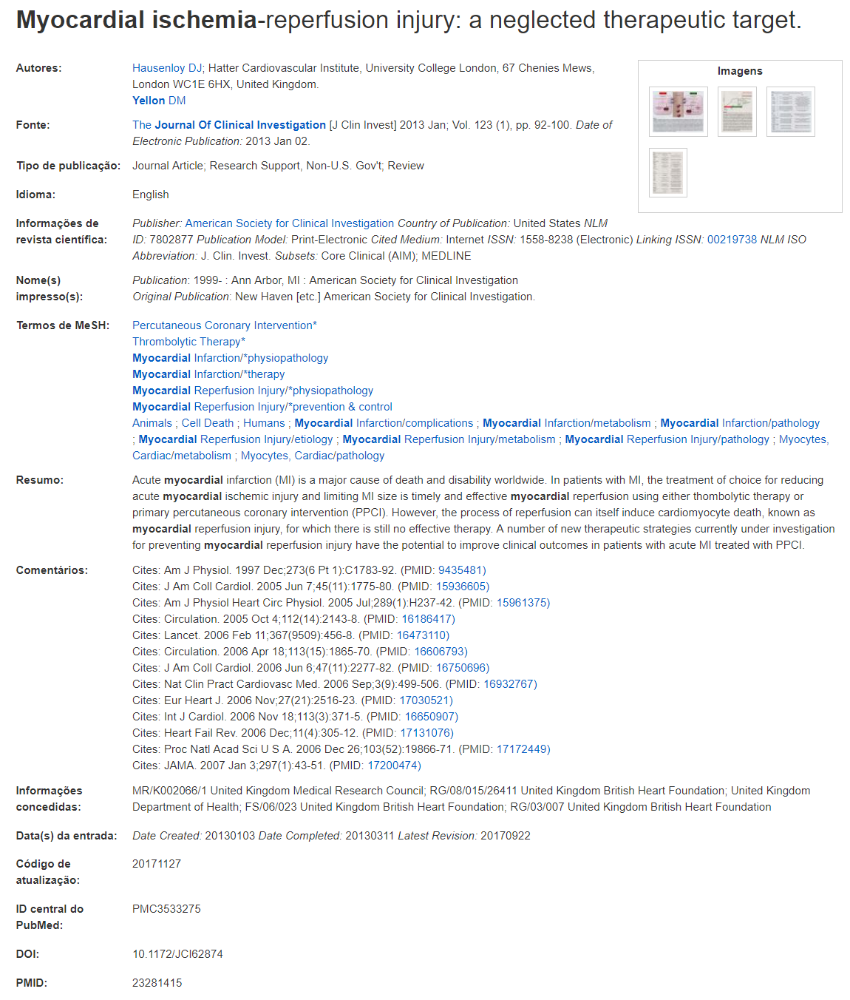 Myocardial ischemia-reperfusion injury: a neglected therapeutic target.
Autores:
Hausenloy DJ; Hatter Cardiovascular Institute, University College London, 67 Chenies Mews,
London WC1E 6HX, United Kingdom.
Yellon DM
Imagens
Fonte:
The Journal Of Clinical Investigation [J Clin Invest] 2013 Jan; Vol. 123 (1), pp. 92-100. Date of
Electronic Publication: 2013 Jan 02.
Tipo de publicação:
Journal Article; Research Support, Non-U.S. Gov't; Review
Idioma:
English
Informações de
revista científica:
Publisher: American Society for Clinical Investigation Country of Publication: United States NLM
ID: 7802877 Publication Model: Print-Electronic Cited Medium: Internet ISSN: 1558-8238 (Electronic) Linking ISSN: 00219738 NLM ISO
Abbreviation: J. Clin. Invest. Subsets: Core Clinical (AIM); MEDLINE
Nome(s)
impresso(s):
Publication: 1999- : Ann Arbor, MI : American Society for Clinical Investigation
Original Publication: New Haven [etc.] American Society for Clinical Investigation.
Termos de MeSH:
Percutaneous Coronary Intervention*
Thrombolytic Therapy*
Myocardial Infarction/*physiopathology
Myocardial Infarction/*therapy
Myocardial Reperfusion Injury/*physiopathology
Myocardial Reperfusion Injury/*prevention & control
Animals ; Cell Death ; Humans ; Myocardial Infarction/complications ; Myocardial Infarction/metabolism ; Myocardial Infarction/pathology
; Myocardial Reperfusion Injury/etiology ; Myocardial Reperfusion Injury/metabolism ; Myocardial Reperfusion Injury/pathology ; Myocytes,
Cardiac/metabolism ; Myocytes, Cardiac/pathology
Resumo:
Acute myocardial infarction (MI) is a major cause of death and disability worldwide. In patients with MI, the treatment of choice for reducing
acute myocardial ischemic injury and limiting MI size is timely and effective myocardial reperfusion using either thombolytic therapy or
primary percutaneous coronary intervention (PPCI). However, the process of reperfusion can itself induce cardiomyocyte death, known as
myocardial reperfusion injury, for which there is still no effective therapy. A number of new therapeutic strategies currently under investigation
for preventing myocardial reperfusion injury have the potential to improve clinical outcomes in patients with acute MI treated with PPCI.
Comentários:
Cites: Am J Physiol. 1997 Dec;273(6 Pt 1):C1783-92. (PMID: 9435481)
Cites: J Am Coll Cardiol. 2005 Jun 7;45(11):1775-80. (PMID: 15936605)
Cites: Am J Physiol Heart Circ Physiol. 2005 Jul;289(1):H237-42. (PMID: 15961375)
Cites: Circulation. 2005 Oct 4;112(14):2143-8. (PMID: 16186417)
Cites: Lancet. 2006 Feb 11;367(9509):456-8. (PMID: 16473110)
Cites: Circulation. 2006 Apr 18;113(15):1865-70. (PMID: 16606793)
Cites: J Am Coll Cardiol. 2006 Jun 6;47(11):2277-82. (PMID: 16750696)
Cites: Nat Clin Pract Cardiovasc Med. 2006 Sep;3(9):499-506. (PMID: 16932767)
Cites: Eur Heart J. 2006 Nov;27(21):2516-23. (PMID: 17030521)
Cites: Int J Cardiol. 2006 Nov 18;113(3):371-5. (PMID: 16650907)
Cites: Heart Fail Rev. 2006 Dec;11(4):305-12. (PMID: 17131076)
Cites: Proc Natl Acad Sci U S A. 2006 Dec 26;103(52):19866-71. (PMID: 17172449)
Cites: JAMA. 2007 Jan 3;297(1):43-51. (PMID: 17200474)
Informações
concedidas:
MR/K002066/1 United Kingdom Medical Research Council; RG/08/015/26411 United Kingdom British Heart Foundation; United Kingdom
Department of Health; FS/06/023 United Kingdom British Heart Foundation; RG/03/007 United Kingdom British Heart Foundation
Data(s) da entrada:
Date Created: 20130103 Date Completed: 20130311 Latest Revision: 20170922
Código de
atualização:
20171127
ID central do
PubMed:
PMC3533275
DOI:
10.1172/JCI62874
PMID:
23281415